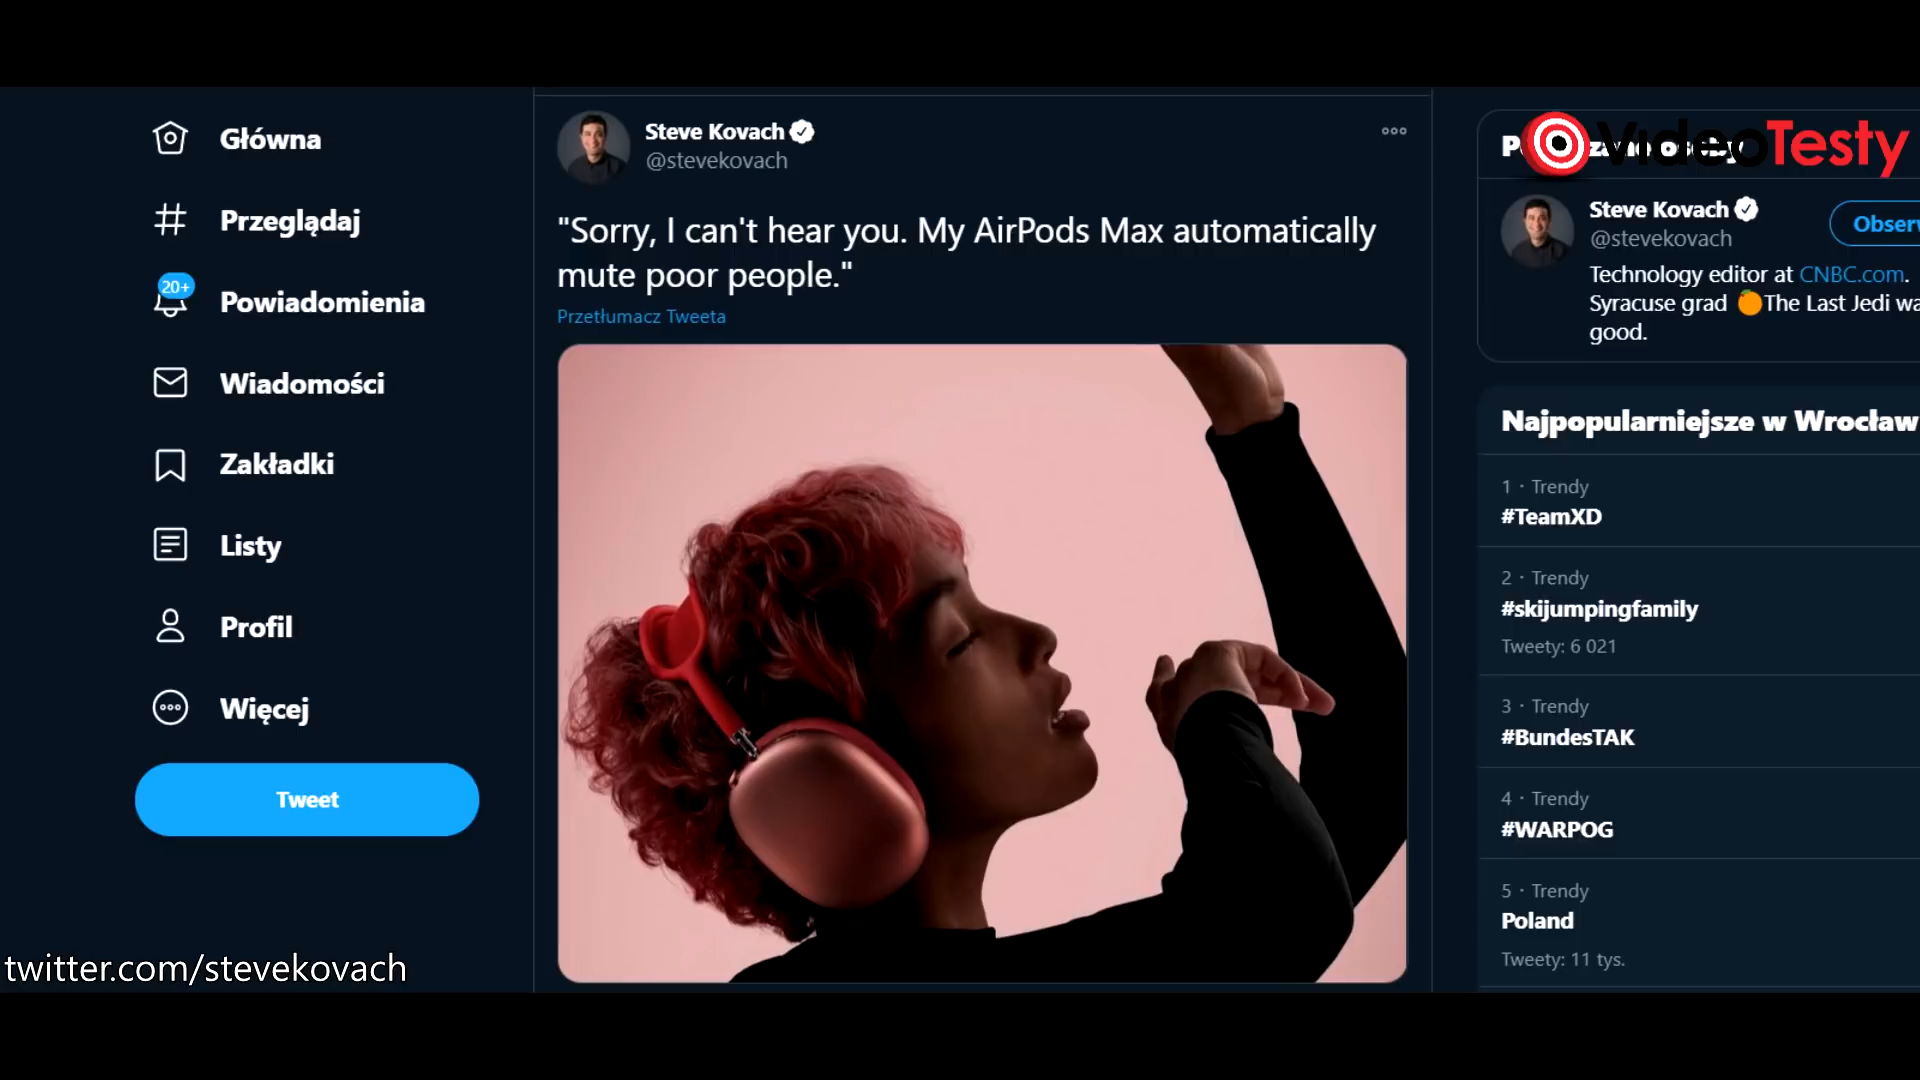 Główna
Przeglądaj
20+
Powiadomienia
Wiadomości
Zakładki
Listy
Profil
Więcej
Tweet
twitter.com/stevekovach
Steve Kovach
@stevekovach
"Sorry, I can't hear you. My AirPods Max automatically
mute poor people."
Przetłumacz Tweeta
VideoTesty
Steve Kovach
@stevekovach
Technology editor at CNBC.com.
Syracuse grad 🍊The Last Jedi
good.
Najpopularniejsze w Wrocław
1 · Trendy
#TeamXD
2 · Trendy
#skijumpingfamily
Tweety: 6 021
3 · Trendy
#BundesTAK
4 · Trendy
#WARPOG
5 · Trendy
Poland
Tweety: 11 tys.